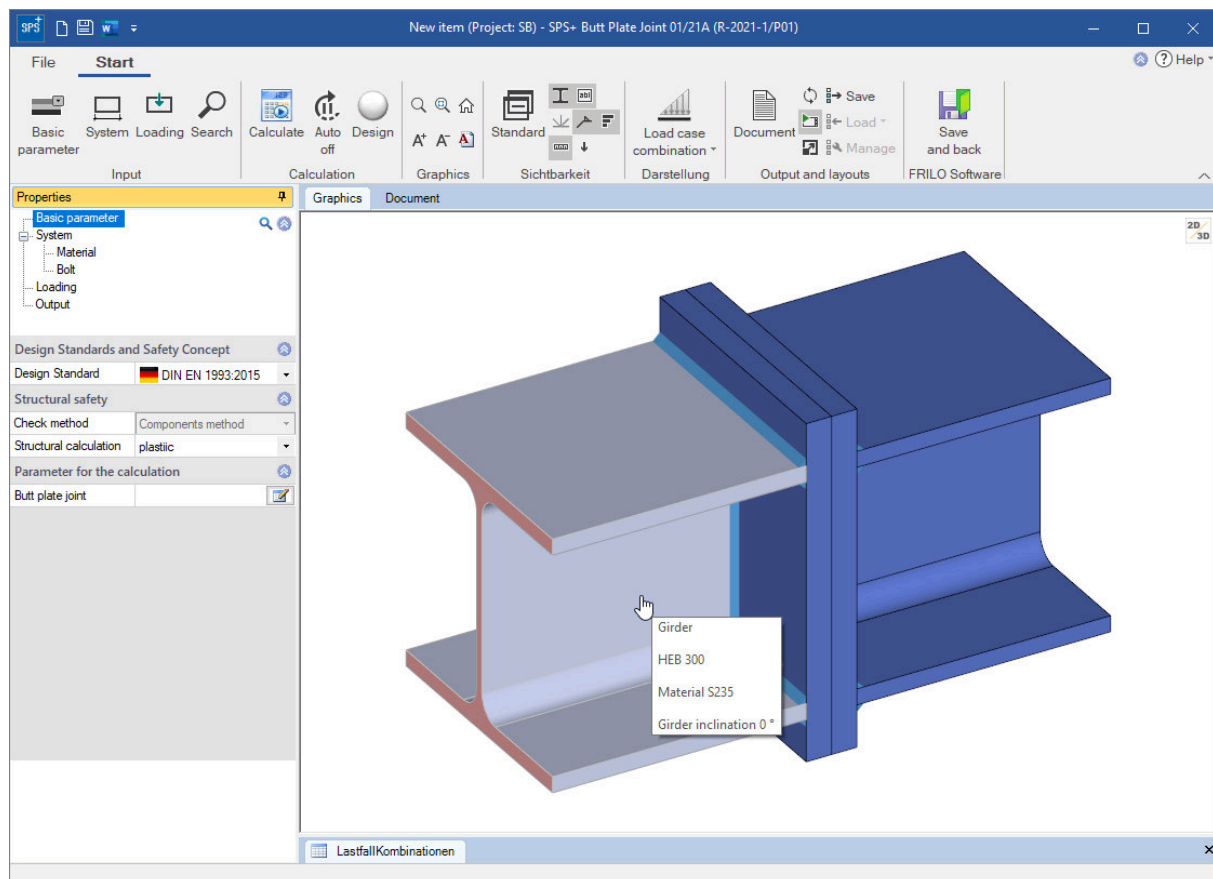 SPS+
New item (Project: SB) - SPS+ Butt Plate Joint 01/21A (R-2021-1/P01)
File Start
Help
Basic parameter
System
Loading
Search
Calculate
Auto off
Design
A+ A- A
Standard
abl
Load case combination
Document
Save
Load
Manage
Save and back
Input
Calculation
Graphics
Sichtbarkeit
Darstellung
Output and layouts
FRILO Software
Properties
Graphics Document
Basic parameter
System
Material
Bolt
Loading
Output
2D/3D
Design Standards and Safety Concept
Design Standard DIN EN 1993:2015
Structural safety
Check method Components method
Structural calculation plastiic
Parameter for the calculation
Butt plate joint
Girder
HEB 300
Material S235
Girder inclination 0 °
LastfallKombinationen